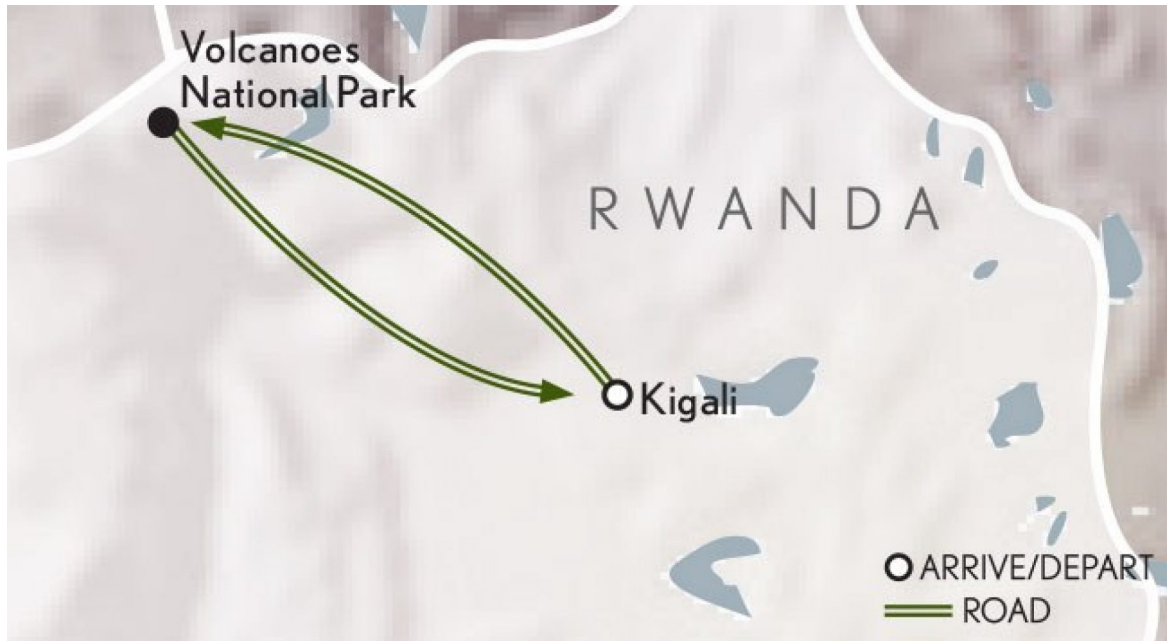 Volcanoes
National Park
RWANDA
Kigali
ARRIVE/DEPART
ROAD